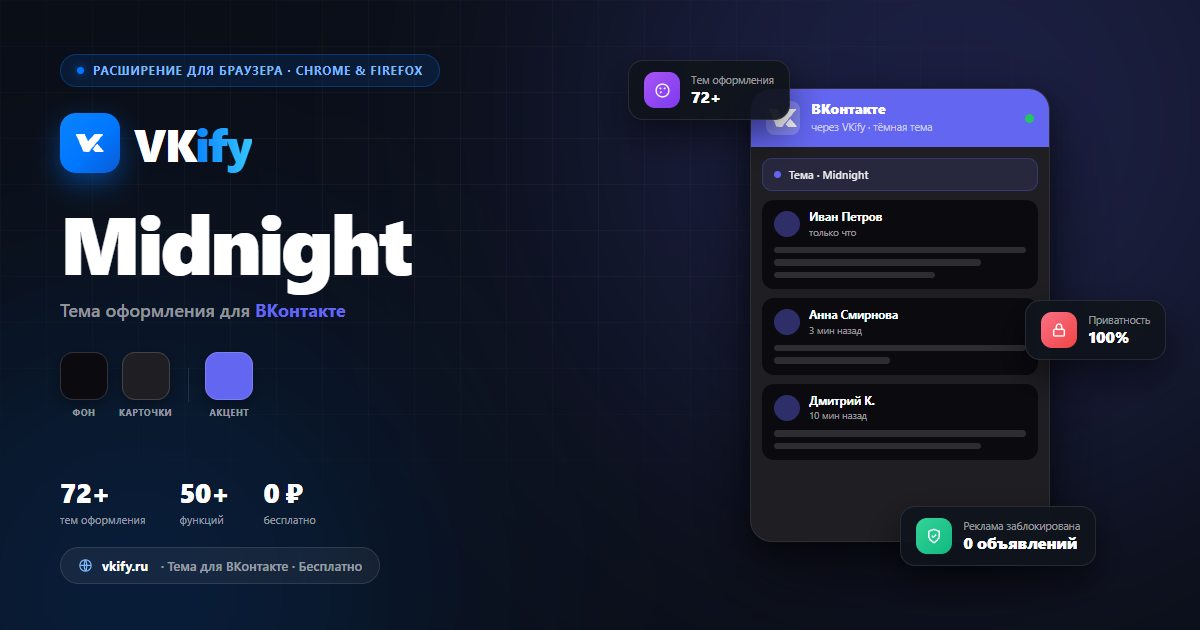 РАСШИРЕНИЕ ДЛЯ БРАУЗЕРА · CHROME & FIREFOX
VKify
Midnight
Тема оформления для ВКонтакте
ФОН
КАРТОЧКИ
АКЦЕНТ
72+
тем оформления
50+
функций
0 ₽
бесплатно
vkify.ru · Тема для ВКонтакте · Бесплатно
Тем оформления
72+
ВКонтакте
через VKify · тёмная тема
Тема · Midnight
Иван Петров
только что
Анна Смирнова
3 мин назад
Приватность
100%
Дмитрий К.
10 мин назад
Реклама заблокирована
0 объявлений